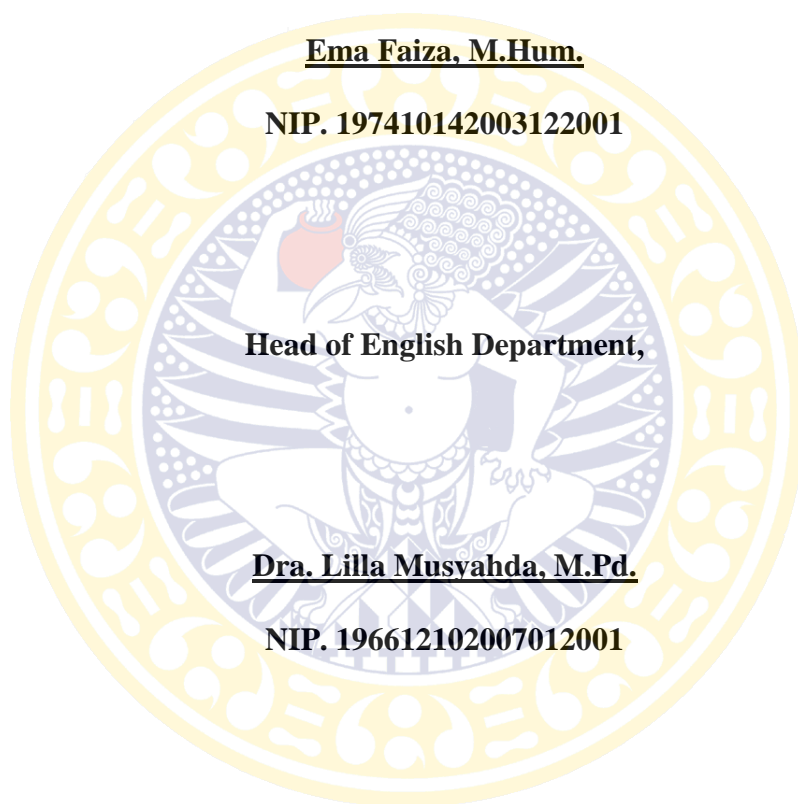 Ema Faiza, M.Hum.
NIP. 197410142003122001
Head of English Department,
Dra. Lilla Musyahda, M.Pd.
NIP. 196612102007012001